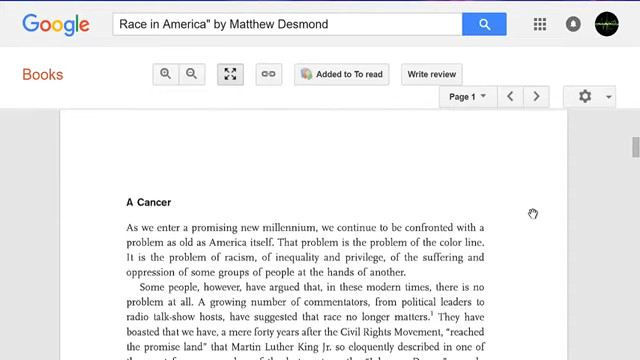 Google
Race in America" by Matthew Desmond
Books
Added to To read
Write review
Page 1
A Cancer
As we enter a promising new millennium, we continue to be confronted with a
problem as old as America itself. That problem is the problem of the color line.
It is the problem of racism, of inequality and privilege, of the suffering and
oppression of some groups of people at the hands of another.
Some people, however, have argued that, in these modern times, there is no
problem at all. A growing number of commentators, from political leaders to
radio talk-show hosts, have suggested that race no longer matters.¹ They have
boasted that we have, a mere forty years after the Civil Rights Movement, "reached
the promise land" that Martin Luther King Jr. so eloquently described in one of